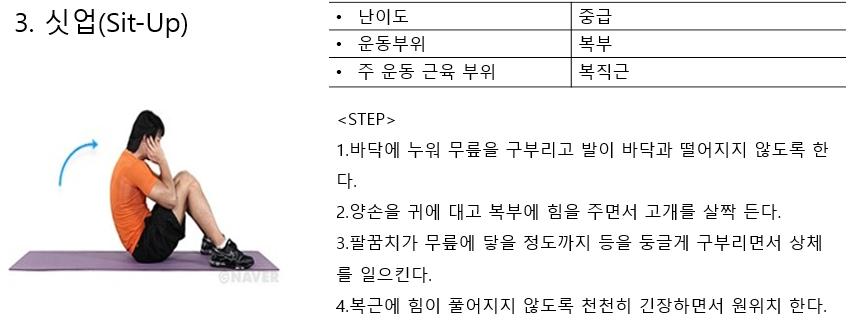 3. 싯업(Sit-Up)
• 난이도 중급
• 운동부위 복부
• 주 운동 근육 부위 복직근
<STEP>
1.바닥에 누워 무릎을 구부리고 발이 바닥과 떨어지지 않도록 한
다.
2.양손을 귀에 대고 복부에 힘을 주면서 고개를 살짝 든다.
3.팔꿈치가 무릎에 닿을 정도까지 등을 둥글게 구부리면서 상체
를 일으킨다.
4.복근에 힘이 풀어지지 않도록 천천히 긴장하면서 원위치 한다.
©NAVER